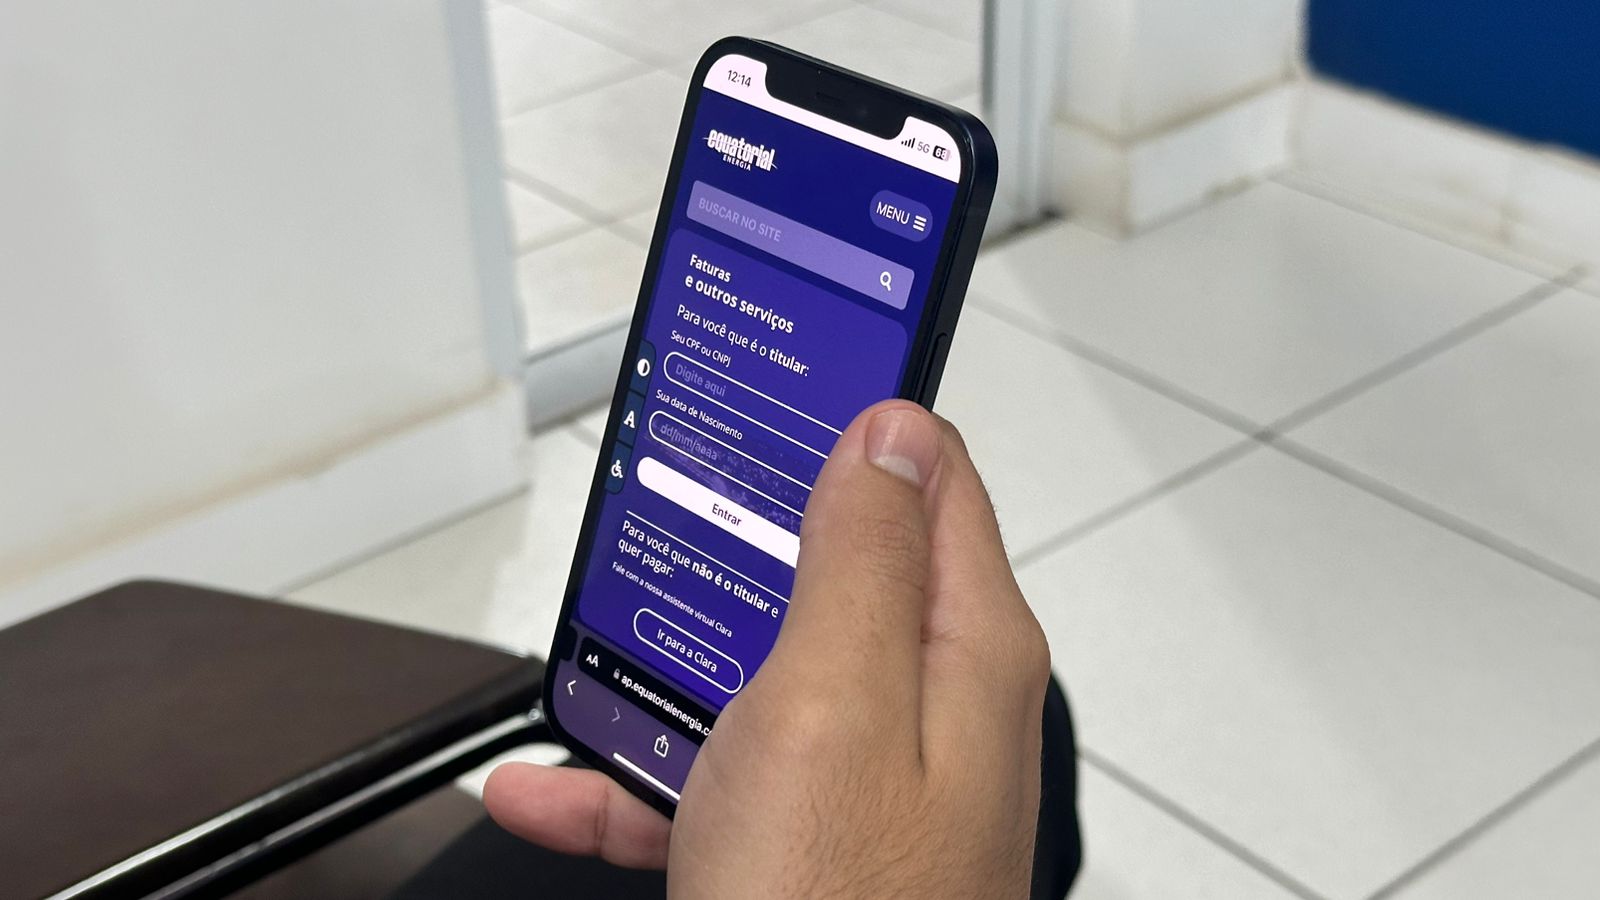 12:14
5G 68
equatorial
ENERGIA
MENU
BUSCAR NO SITE
Faturas
e outros serviços
Para você que é o titular:
Seu CPF ou CNPJ
Digite aqui
Sua data de Nascimento
dd/mm/aaaa
A
Entrar
Para você que não é o titular e
quer pagar:
Fale com a nossa assistente virtual Clara
Ir para a Clara
AA
ap.equatorialenergia.c